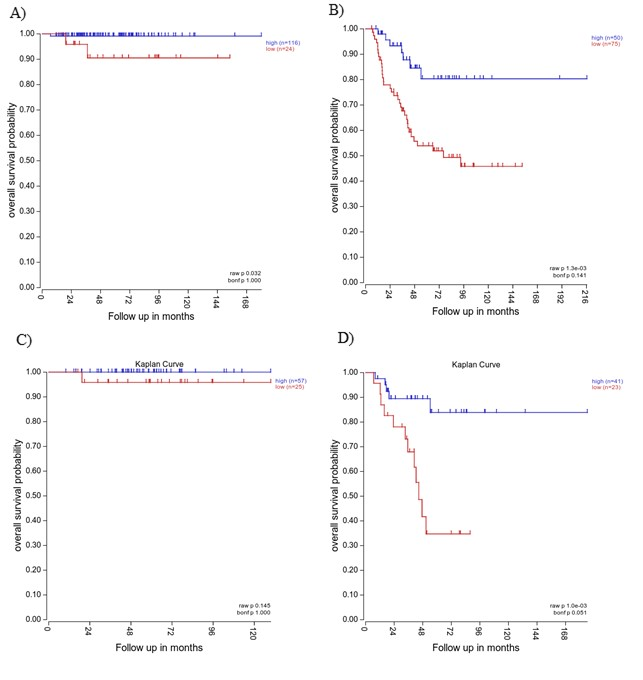 A)
1.00
0.90
0.80
0.70
0.60
0.50
0.40
0.30
0.20
0.10
0.00
overall survival probability
0
24
48
72
96
120
144
168
Follow up in months
high (n=116)
low (n=24)
raw p 0.032
bonf p 1.000
B)
1.00
0.90
0.80
0.70
0.60
0.50
0.40
0.30
0.20
0.10
0.00
overall survival probability
0
24
48
72
96
120
144
168
192
216
Follow up in months
high (n=50)
low (n=75)
raw p 1.3e-03
bonf p 0.141
C)
Kaplan Curve
1.00
0.90
0.80
0.70
0.60
0.50
0.40
0.30
0.20
0.10
0.00
overall survival probability
0
24
48
72
96
120
Follow up in months
high (n=57)
low (n=25)
raw p 0.145
bonf p 1.000
D)
Kaplan Curve
1.00
0.90
0.80
0.70
0.60
0.50
0.40
0.30
0.20
0.10
0.00
overall survival probability
0
24
48
72
96
120
144
168
Follow up in months
high (n=41)
low (n=23)
raw p 1.0e-03
bonf p 0.051